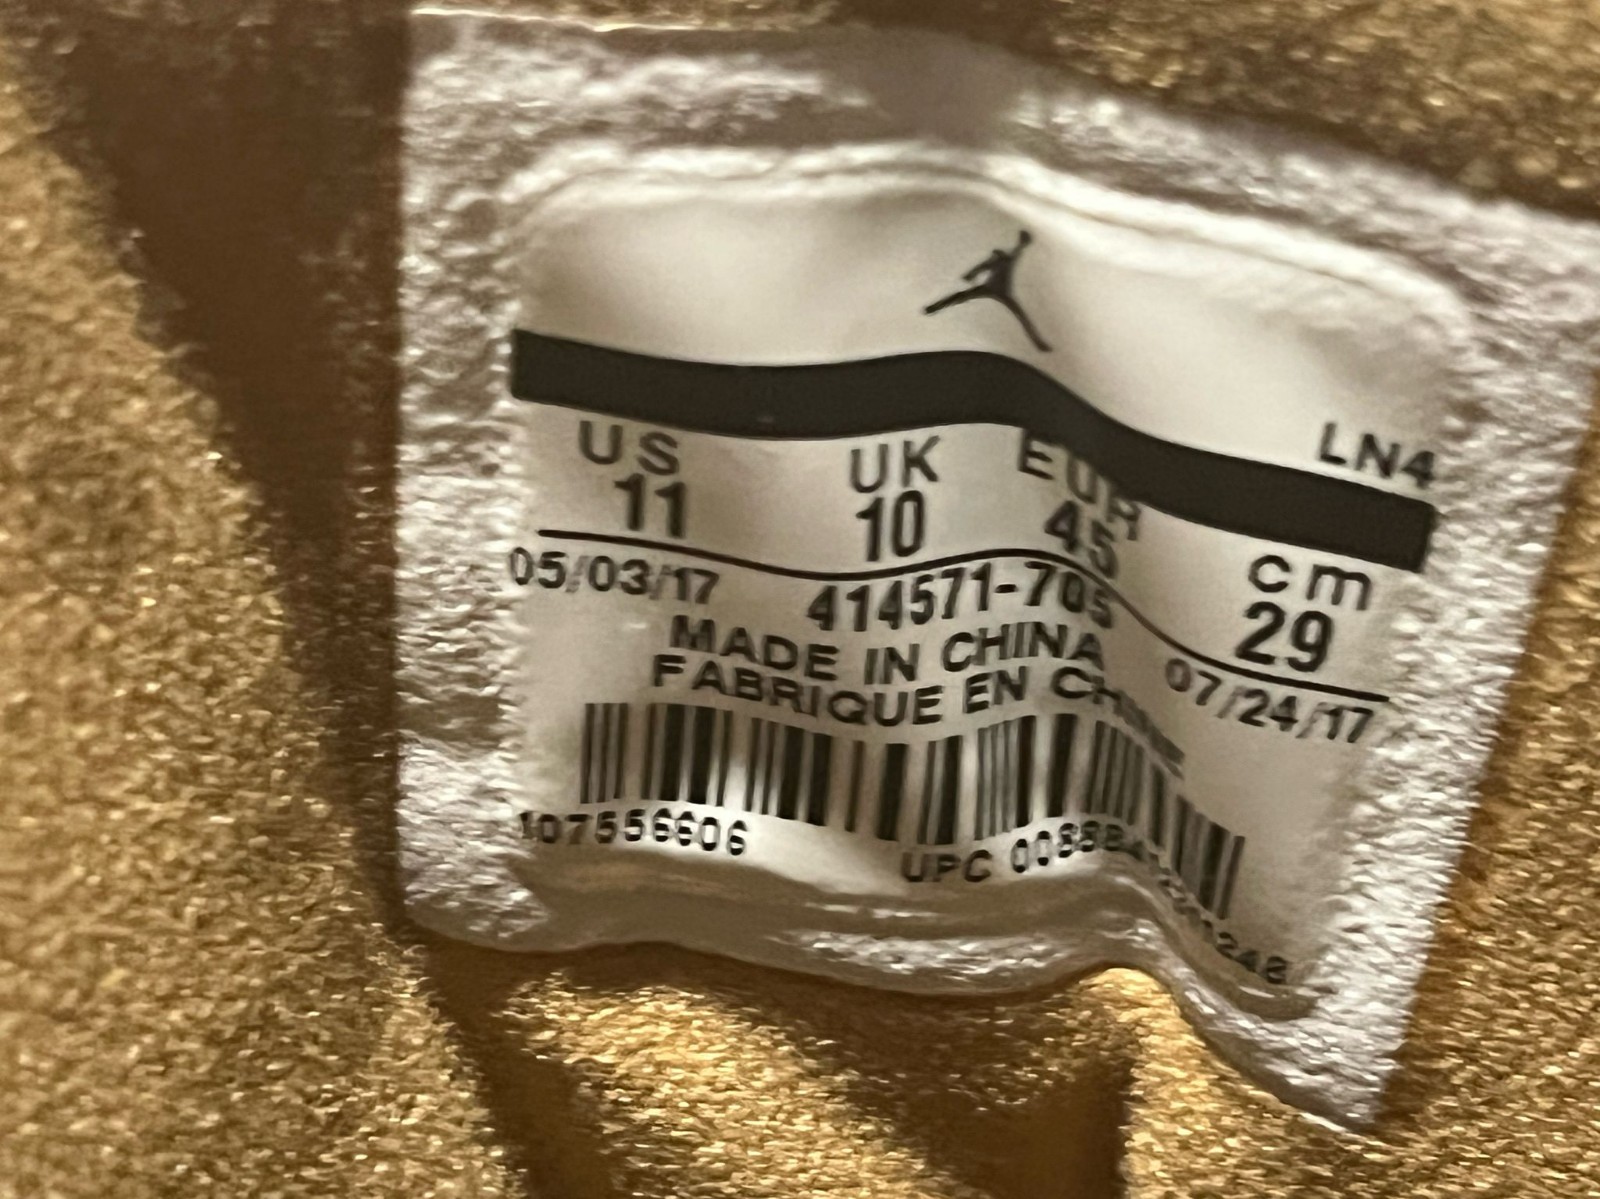 LN4
US UK EUR cm
11 10 45 29
05/03/17 414571-705 07/24/17
MADE IN CHINA
FABRIQUE EN CHINE
107556606 UPC